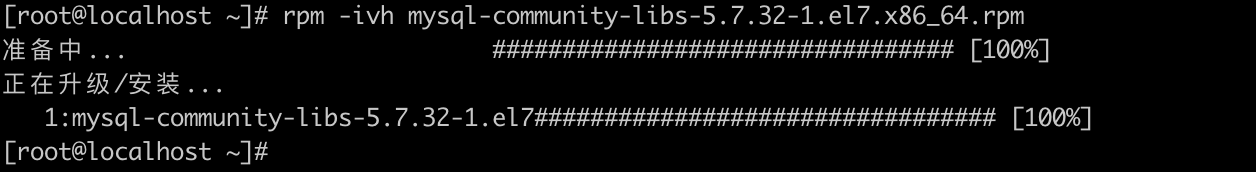 [root@localhost ~]# rpm -ivh mysql-community-libs-5.7.32-1.el7.x86_64.rpm
准备中...                          ################################# [100%]
正在升级/安装...
   1:mysql-community-libs-5.7.32-1.el7################################# [100%]
[root@localhost ~]#